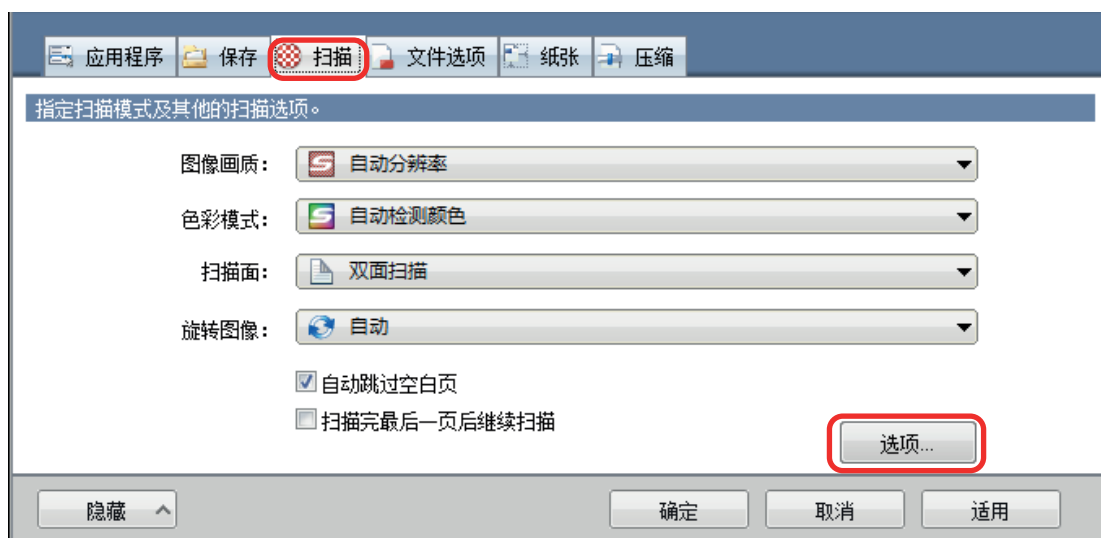 应用程序 保存 扫描 文件选项 纸张 压缩
指定扫描模式及其他的扫描选项。
图像画质： 自动分辨率
色彩模式： 自动检测颜色
扫描面： 双面扫描
旋转图像： 自动
自动跳过空白页
扫描完最后一页后继续扫描
选项...
隐藏 确定 取消 适用